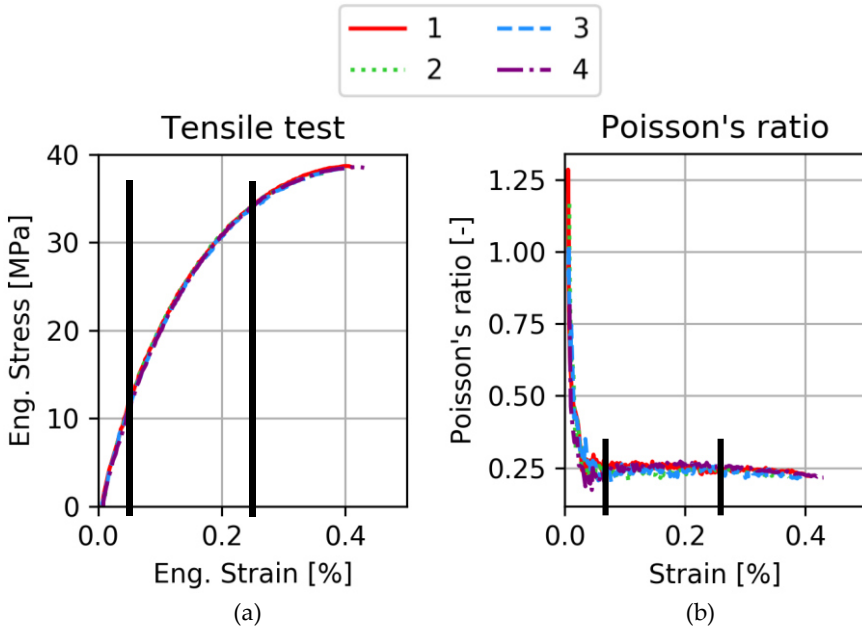 1 3
2 4
Tensile test
Poisson's ratio
40
30
20
10
0
Eng. Stress [MPa]
0.0 0.2 0.4
Eng. Strain [%]
(a)
1.25
1.00
0.75
0.50
0.25
Poisson's ratio [-]
0.0 0.2 0.4
Strain [%]
(b)